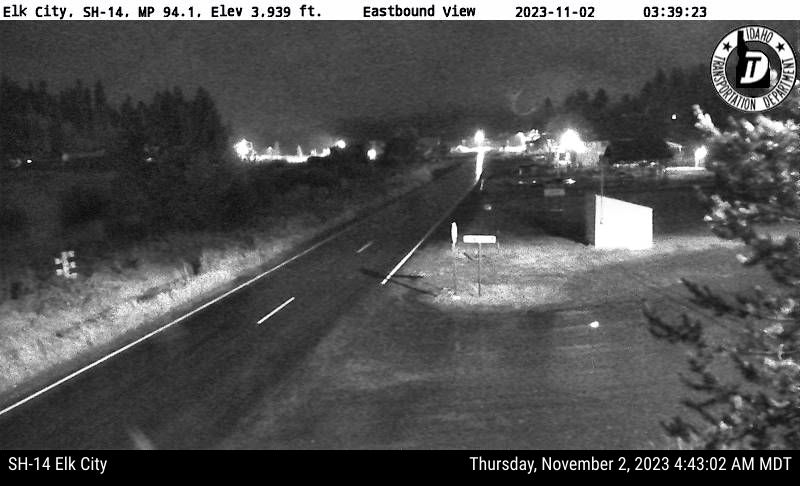 Elk City, SH-14, MP 94.1, Elev 3,939 ft. Eastbound View 2023-11-02 03:39:23
IDAHO
TRANSPORTATION DEPARTMENT
SH-14 Elk City
Thursday, November 2, 2023 4:43:02 AM MDT